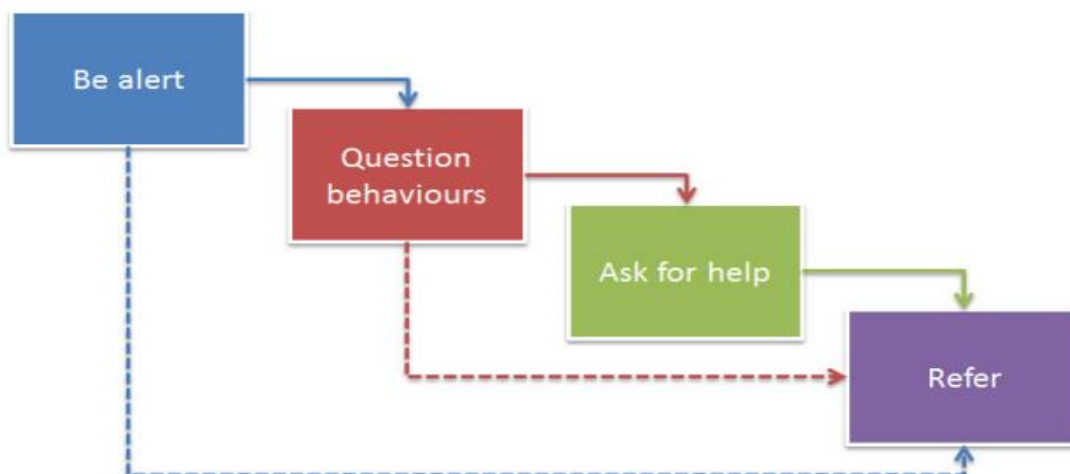 Be alert
Question
behaviours
Ask for help
Refer